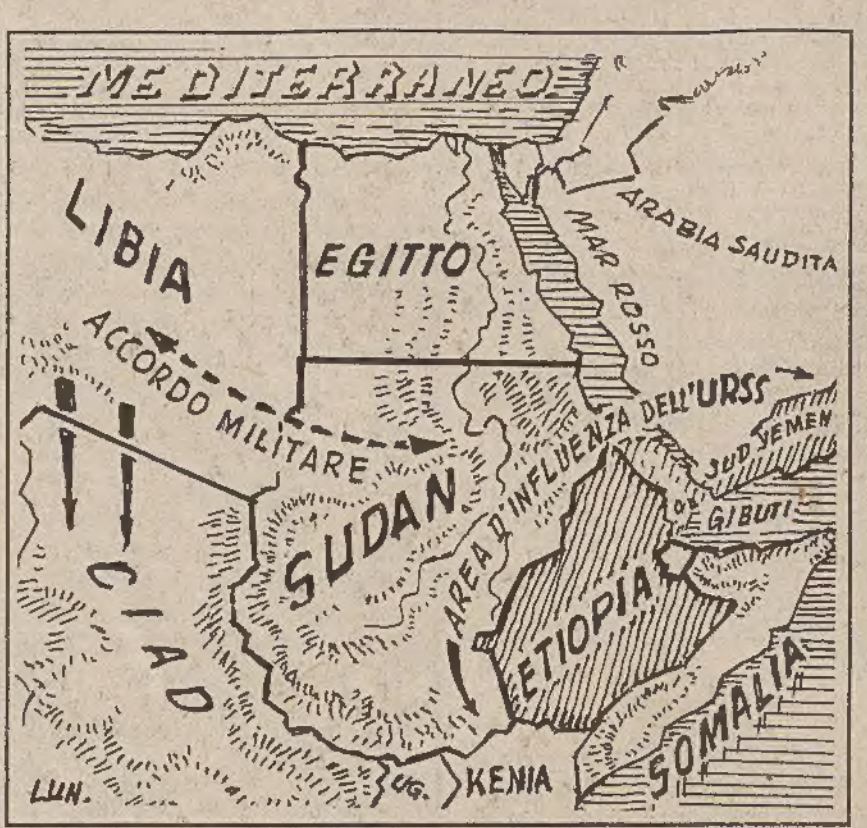 MEDITERRANEO
LIBIA
EGITTO
ARABIA SAUDITA
MAR ROSSO
ACCORDO MILITARE
AREA D'INFLUENZA DELL'URSS
SUD YEMEN
GIBUTI
SUDAN
CIAD
ETIOPIA
SOMALIA
LUN.
UG.
KENIA